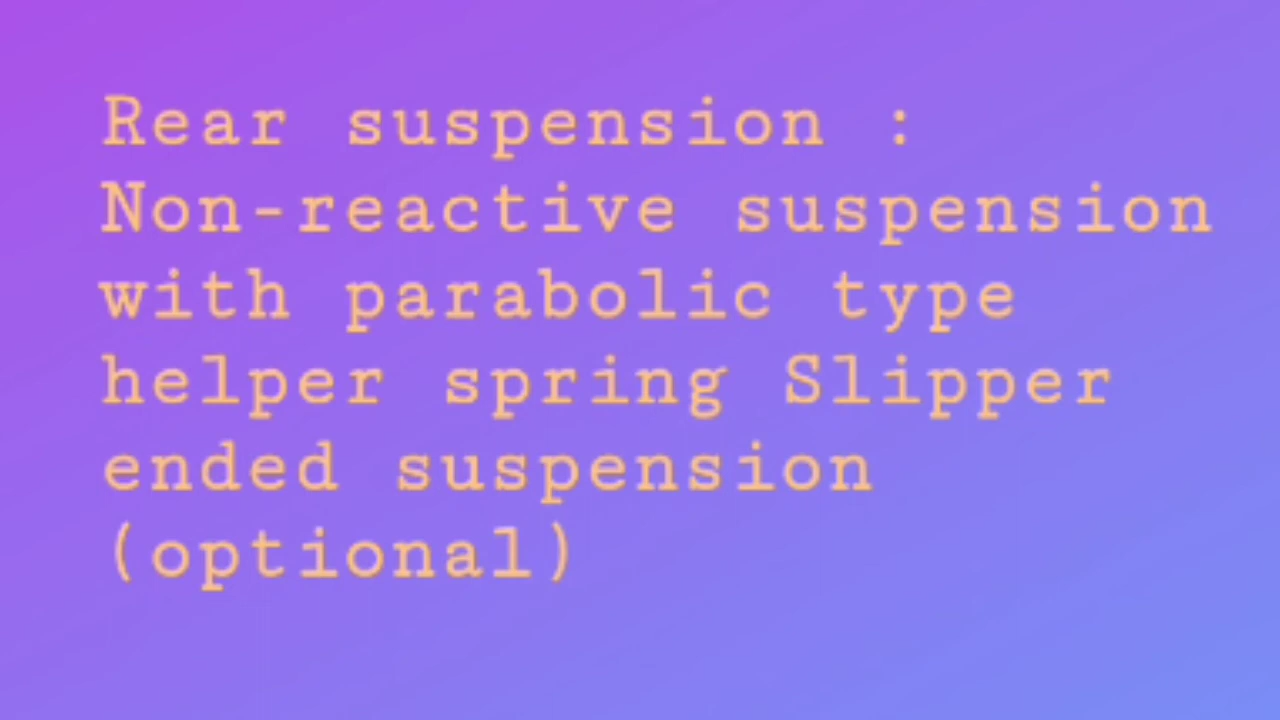 Rear suspension :
Non-reactive suspension
with parabolic type
helper spring Slipper
ended suspension
(optional)